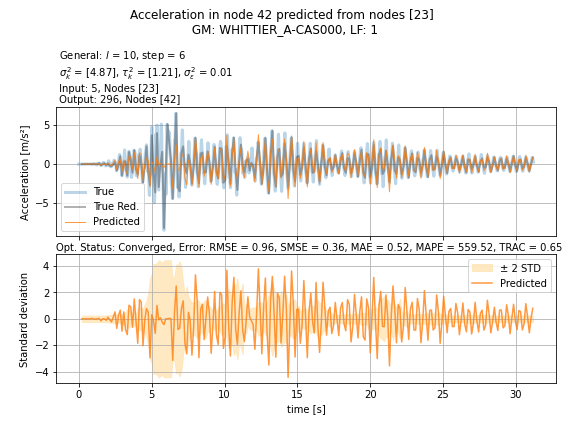 Acceleration in node 42 predicted from nodes [23]
GM: WHITTIER_A-CAS000, LF: 1
General: l = 10, step = 6
σ²ₖ = [4.87], τ²ₖ = [1.21], σ²ε = 0.01
Input: 5, Nodes [23]
Output: 296, Nodes [42]
Acceleration [m/s²]
5
0
−5
True
True Red.
Predicted
Opt. Status: Converged, Error: RMSE = 0.96, SMSE = 0.36, MAE = 0.52, MAPE = 559.52, TRAC = 0.65
Standard deviation
4
2
0
−2
−4
± 2 STD
Predicted
0 5 10 15 20 25 30
time [s]